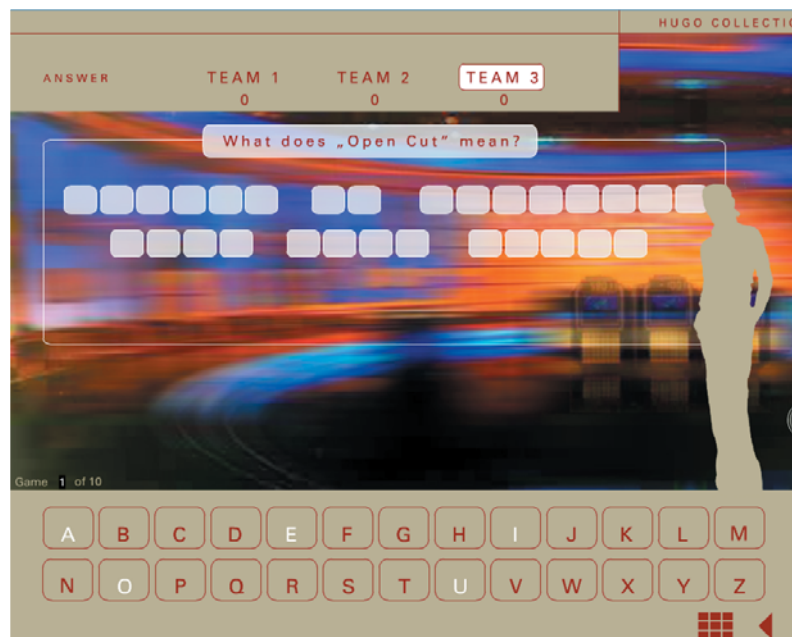 HUGO COLLECTIO
ANSWER TEAM 1 TEAM 2 TEAM 3
0 0 0
What does „Open Cut" mean?
Game 1 of 10
A B C D E F G H I J K L M
N O P Q R S T U V W X Y Z